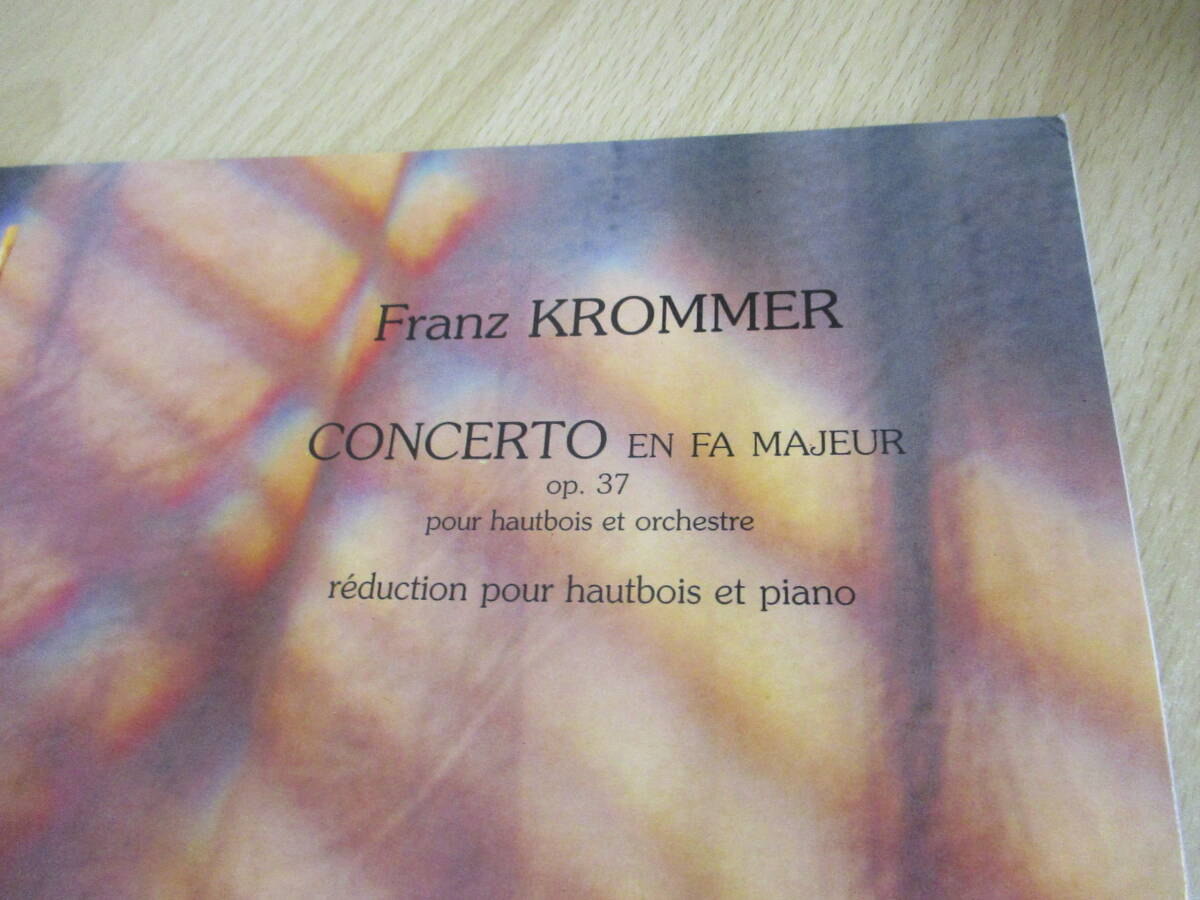 Franz KROMMER
CONCERTO EN FA MAJEUR
op. 37
pour hautbois et orchestre
réduction pour hautbois et piano